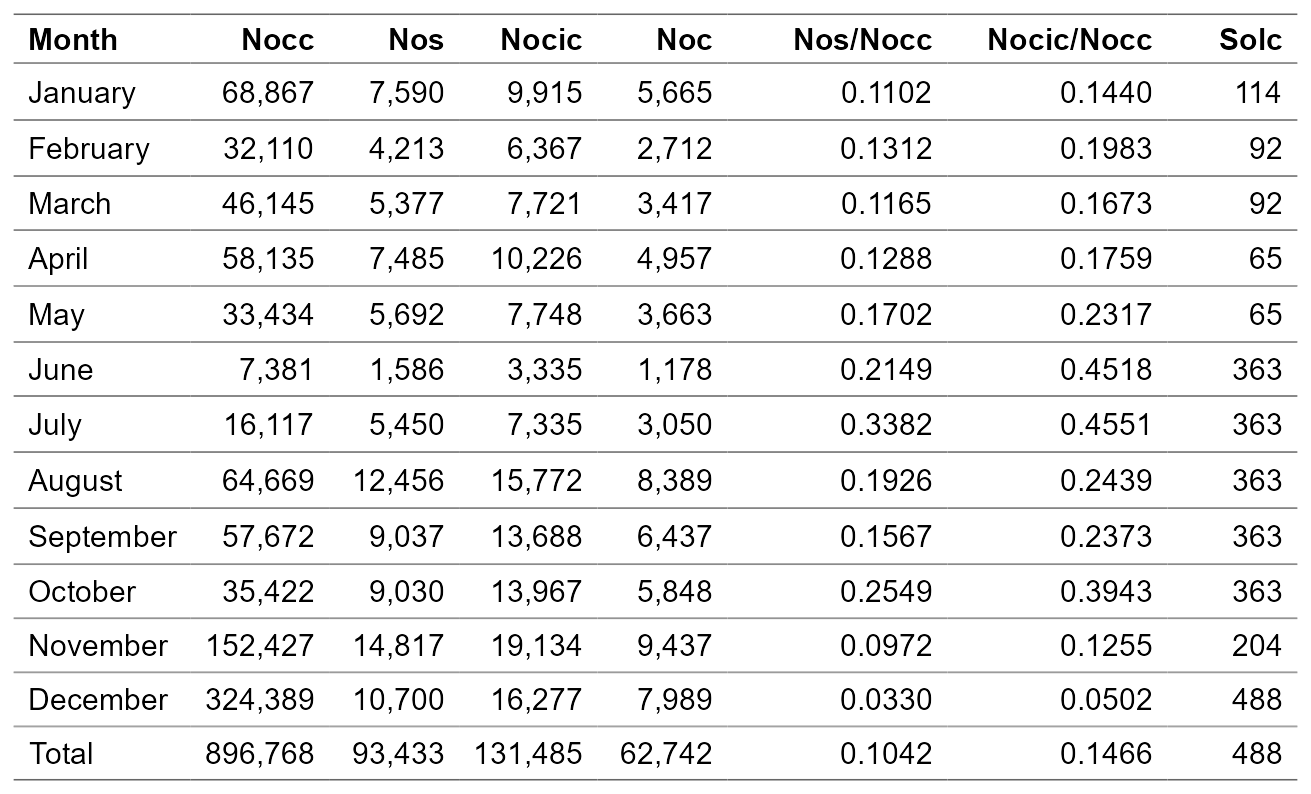 Month Nocc Nos Nocic Noc Nos/Nocc Nocic/Nocc Solc
January 68,867 7,590 9,915 5,665 0.1102 0.1440 114
February 32,110 4,213 6,367 2,712 0.1312 0.1983 92
March 46,145 5,377 7,721 3,417 0.1165 0.1673 92
April 58,135 7,485 10,226 4,957 0.1288 0.1759 65
May 33,434 5,692 7,748 3,663 0.1702 0.2317 65
June 7,381 1,586 3,335 1,178 0.2149 0.4518 363
July 16,117 5,450 7,335 3,050 0.3382 0.4551 363
August 64,669 12,456 15,772 8,389 0.1926 0.2439 363
September 57,672 9,037 13,688 6,437 0.1567 0.2373 363
October 35,422 9,030 13,967 5,848 0.2549 0.3943 363
November 152,427 14,817 19,134 9,437 0.0972 0.1255 204
December 324,389 10,700 16,277 7,989 0.0330 0.0502 488
Total 896,768 93,433 131,485 62,742 0.1042 0.1466 488